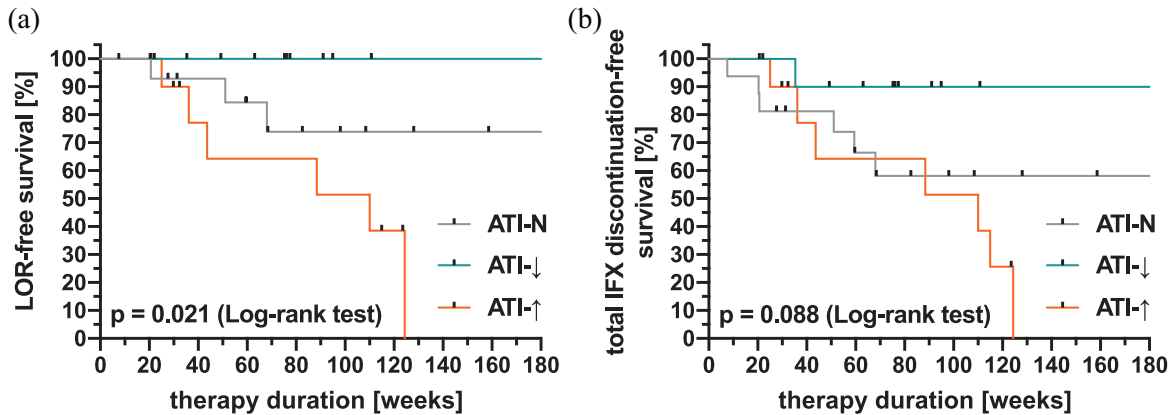 (a)
LOR-free survival [%]
100
90
80
70
60
50
40
30
20
10
0
ATI-N
ATI-↓
ATI-↑
p = 0.021 (Log-rank test)
0 20 40 60 80 100 120 140 160 180
therapy duration [weeks]
(b)
total IFX discontinuation-free
survival [%]
100
90
80
70
60
50
40
30
20
10
0
ATI-N
ATI-↓
ATI-↑
p = 0.088 (Log-rank test)
0 20 40 60 80 100 120 140 160 180
therapy duration [weeks]